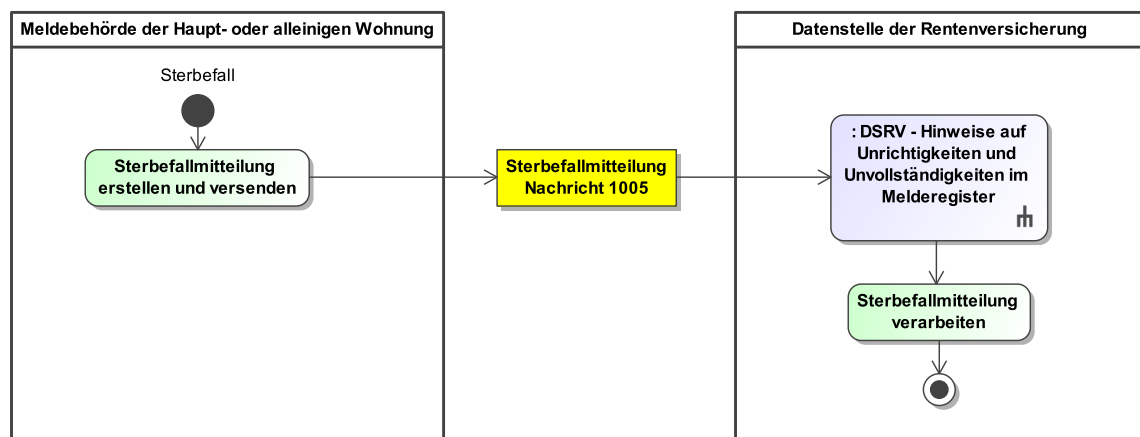 Meldebehörde der Haupt- oder alleinigen Wohnung
Sterbefall
Sterbefallmitteilung
erstellen und versenden
Sterbefallmitteilung
Nachricht 1005
Datenstelle der Rentenversicherung
: DSRV - Hinweise auf
Unrichtigkeiten und
Unvollständigkeiten im
Melderegister
Sterbefallmitteilung
verarbeiten